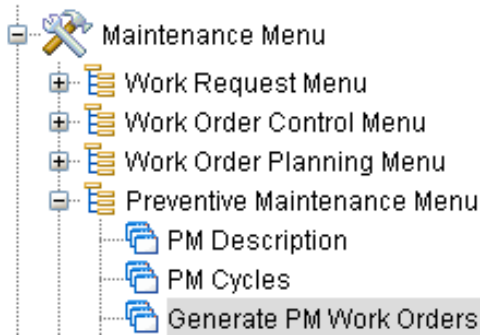 Maintenance Menu
Work Request Menu
Work Order Control Menu
Work Order Planning Menu
Preventive Maintenance Menu
PM Description
PM Cycles
Generate PM Work Orders